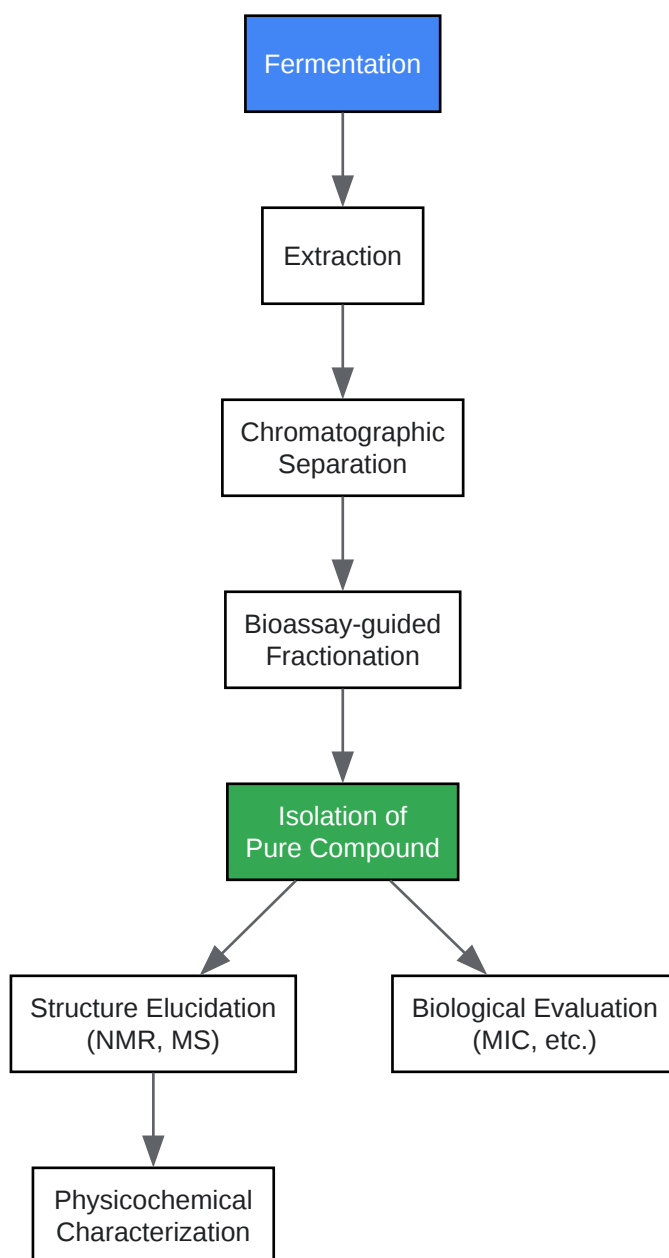 Fermentation
Extraction
Chromatographic
Separation
Bioassay-guided
Fractionation
Isolation of
Pure Compound
Structure Elucidation
(NMR, MS)
Biological Evaluation
(MIC, etc.)
Physicochemical
Characterization